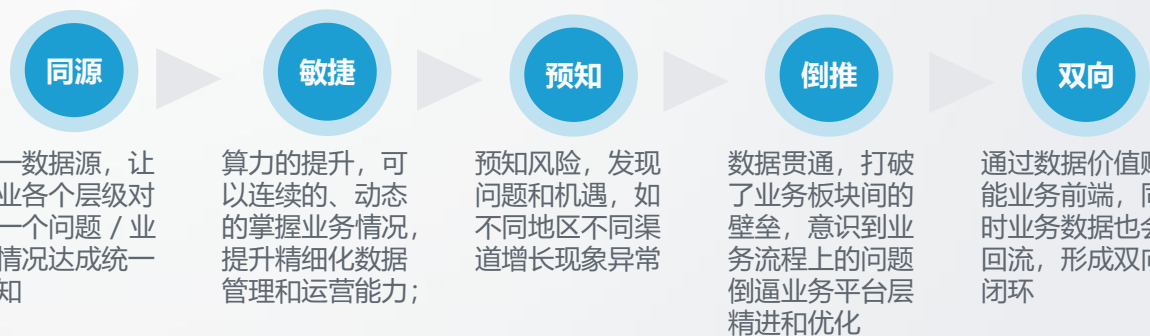 同源
敏捷
预知
倒推
双向
一数据源，让
业各个层级对
一个问题 / 业
情况达成统一
知
算力的提升，可
以连续的、动态
的掌握业务情况，
提升精细化数据
管理和运营能力；
预知风险，发现
问题和机遇，如
不同地区不同渠
道增长现象异常
数据贯通，打破
了业务板块间的
壁垒，意识到业
务流程上的问题
倒逼业务平台层
精进和优化
通过数据价值赋
能业务前端，同
时业务数据也会
回流，形成双向
闭环